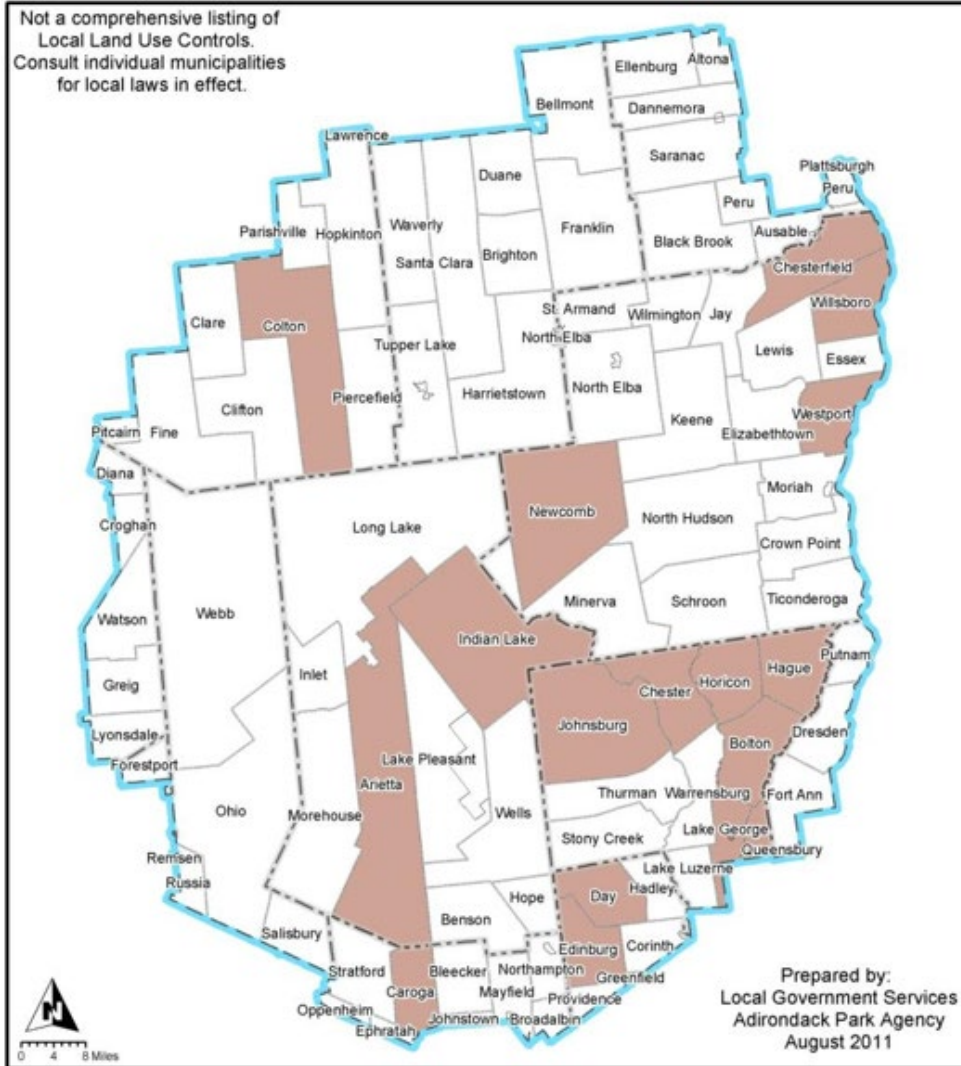 Not a comprehensive listing of
Local Land Use Controls.
Consult individual municipalities
for local laws in effect.
Ellenburg
Altona
Bellmont
Dannemora
Lawrence
Saranac
Duane
Plattsburgh
Peru
Peru
Parishville
Hopkinton
Waverly
Franklin
Black Brook
Ausable
Santa Clara
Brighton
Chesterfield
Clare
Colton
St. Armand
Wilmington
Jay
Willsboro
North Elba
Tupper Lake
Lewis
Essex
North Elba
Piercefield
Harrietstown
Clifton
Keene
Westport
Pitcairn
Fine
Elizabethtown
Diana
Moriah
Newcomb
North Hudson
Croghan
Long Lake
Crown Point
Watson
Webb
Minerva
Schroon
Ticonderoga
Indian Lake
Inlet
Putnam
Greig
Hague
Chester
Horicon
Lyonsdale
Johnsburg
Dresden
Bolton
Forestport
Lake Pleasant
Arietta
Thurman
Warrensburg
Fort Ann
Ohio
Morehouse
Wells
Stony Creek
Lake George
Queensbury
Remsen
Lake Luzerne
Russia
Hadley
Hope
Day
Benson
Salisbury
Edinburg
Corinth
Stratford
Bleecker
Northampton
Greenfield
Caroga
Mayfield
Providence
Oppenheim
Johnstown
Broadalbin
Ephratah
Prepared by:
Local Government Services
Adirondack Park Agency
August 2011
N
0 4 8 Miles